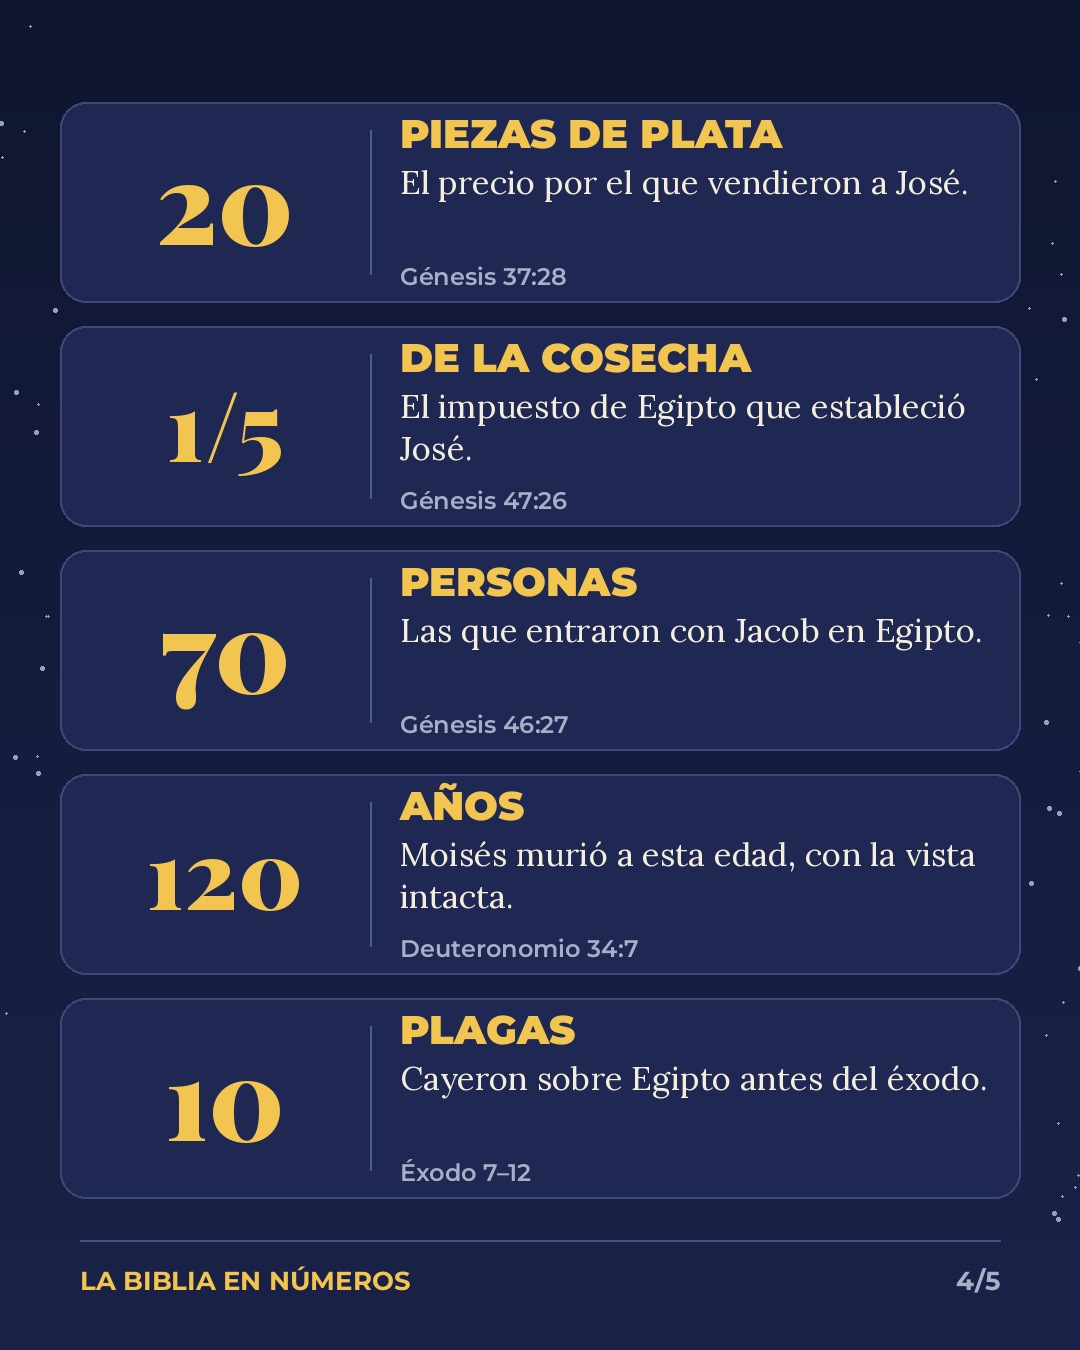 20
PIEZAS DE PLATA
El precio por el que vendieron a José.
Génesis 37:28
1/5
DE LA COSECHA
El impuesto de Egipto que estableció
José.
Génesis 47:26
70
PERSONAS
Las que entraron con Jacob en Egipto.
Génesis 46:27
120
AÑOS
Moisés murió a esta edad, con la vista
intacta.
Deuteronomio 34:7
10
PLAGAS
Cayeron sobre Egipto antes del éxodo.
Éxodo 7–12
LA BIBLIA EN NÚMEROS
4/5